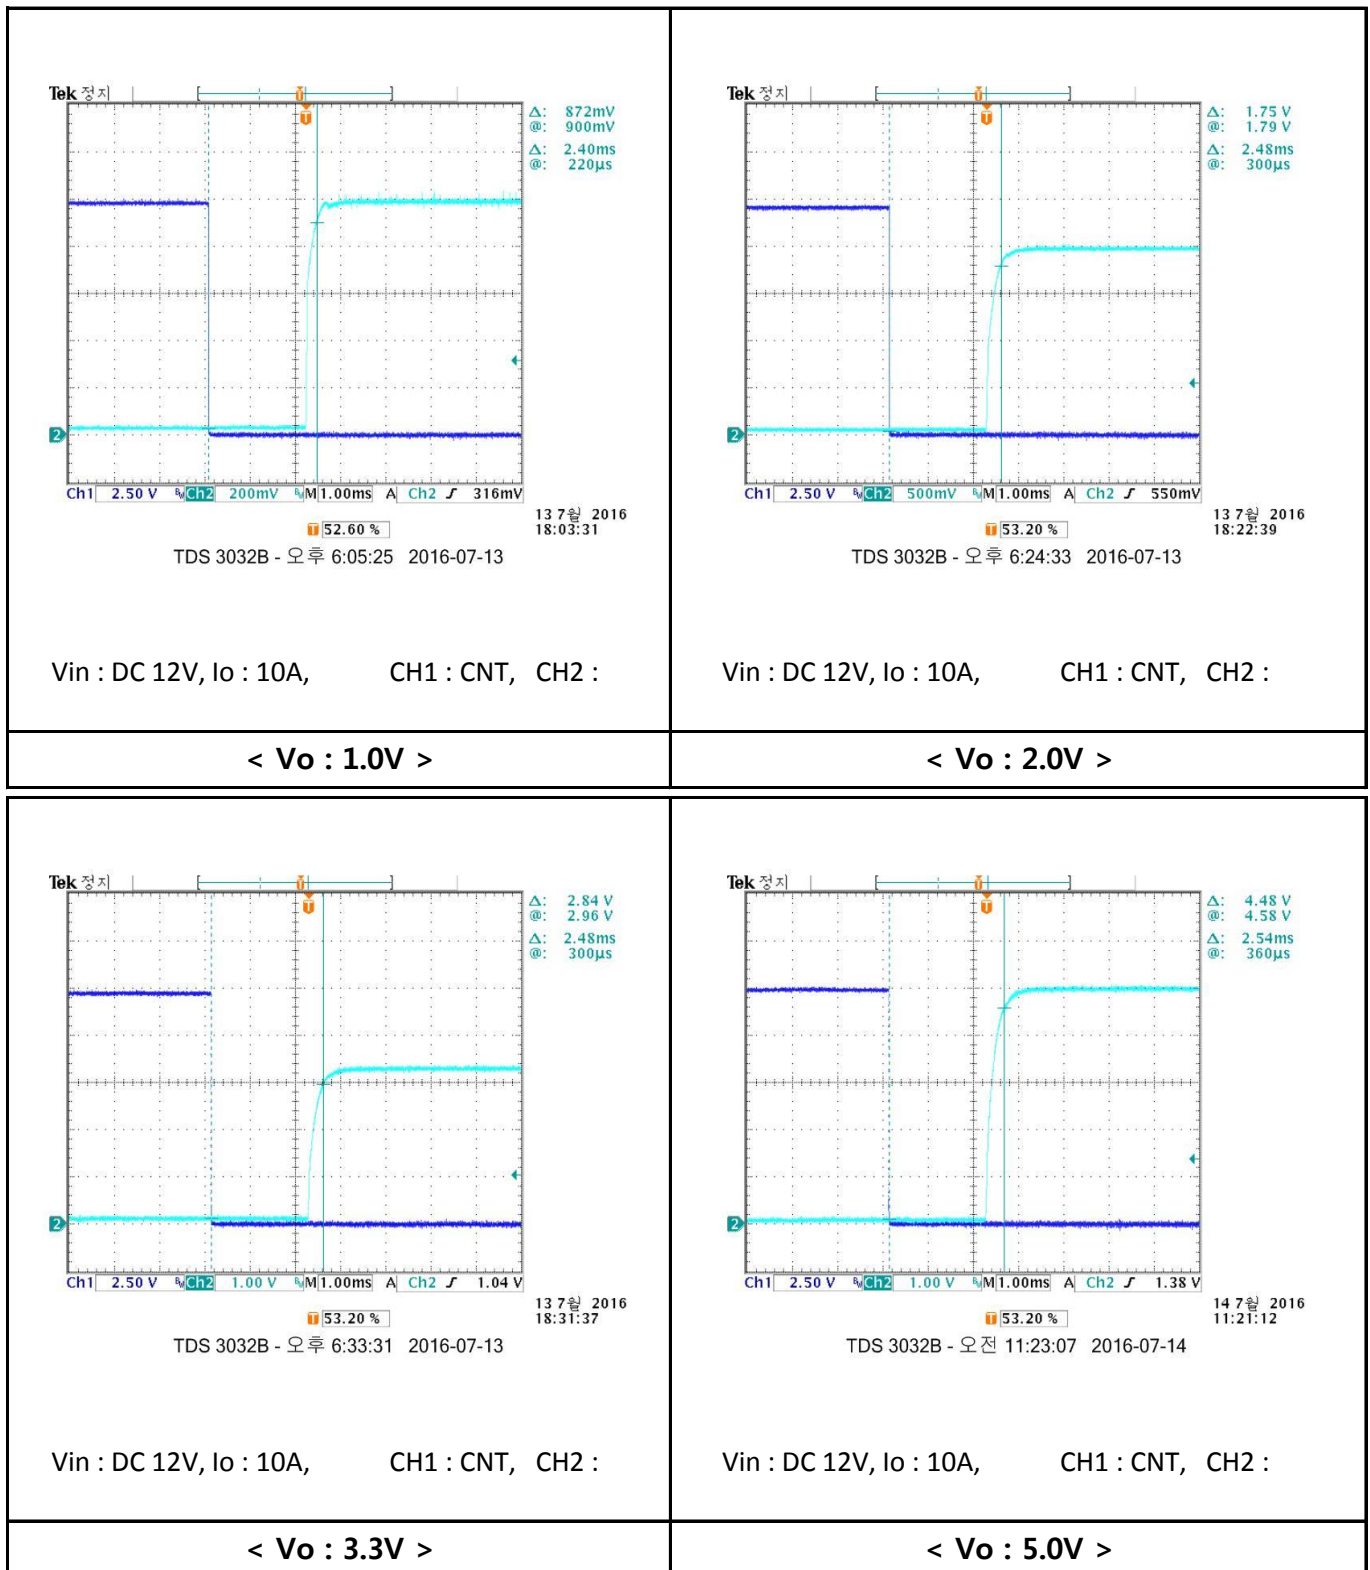 Tek 정지
Δ: 872mV
@: 900mV
Δ: 2.40ms
@: 220µs
2
Ch1 2.50 V Ch2 200mV M 1.00ms A Ch2 316mV
52.60 %
13 7월 2016
18:03:31
TDS 3032B - 오후 6:05:25 2016-07-13
Vin : DC 12V, Io : 10A, CH1 : CNT, CH2 :
< Vo : 1.0V >
Tek 정지
Δ: 1.75 V
@: 1.79 V
Δ: 2.48ms
@: 300µs
2
Ch1 2.50 V Ch2 500mV M 1.00ms A Ch2 550mV
53.20 %
13 7월 2016
18:22:39
TDS 3032B - 오후 6:24:33 2016-07-13
Vin : DC 12V, Io : 10A, CH1 : CNT, CH2 :
< Vo : 2.0V >
Tek 정지
Δ: 2.84 V
@: 2.96 V
Δ: 2.48ms
@: 300µs
2
Ch1 2.50 V Ch2 1.00 V M 1.00ms A Ch2 1.04 V
53.20 %
13 7월 2016
18:31:37
TDS 3032B - 오후 6:33:31 2016-07-13
Vin : DC 12V, Io : 10A, CH1 : CNT, CH2 :
< Vo : 3.3V >
Tek 정지
Δ: 4.48 V
@: 4.58 V
Δ: 2.54ms
@: 360µs
2
Ch1 2.50 V Ch2 1.00 V M 1.00ms A Ch2 1.38 V
53.20 %
14 7월 2016
11:21:12
TDS 3032B - 오전 11:23:07 2016-07-14
Vin : DC 12V, Io : 10A, CH1 : CNT, CH2 :
< Vo : 5.0V >